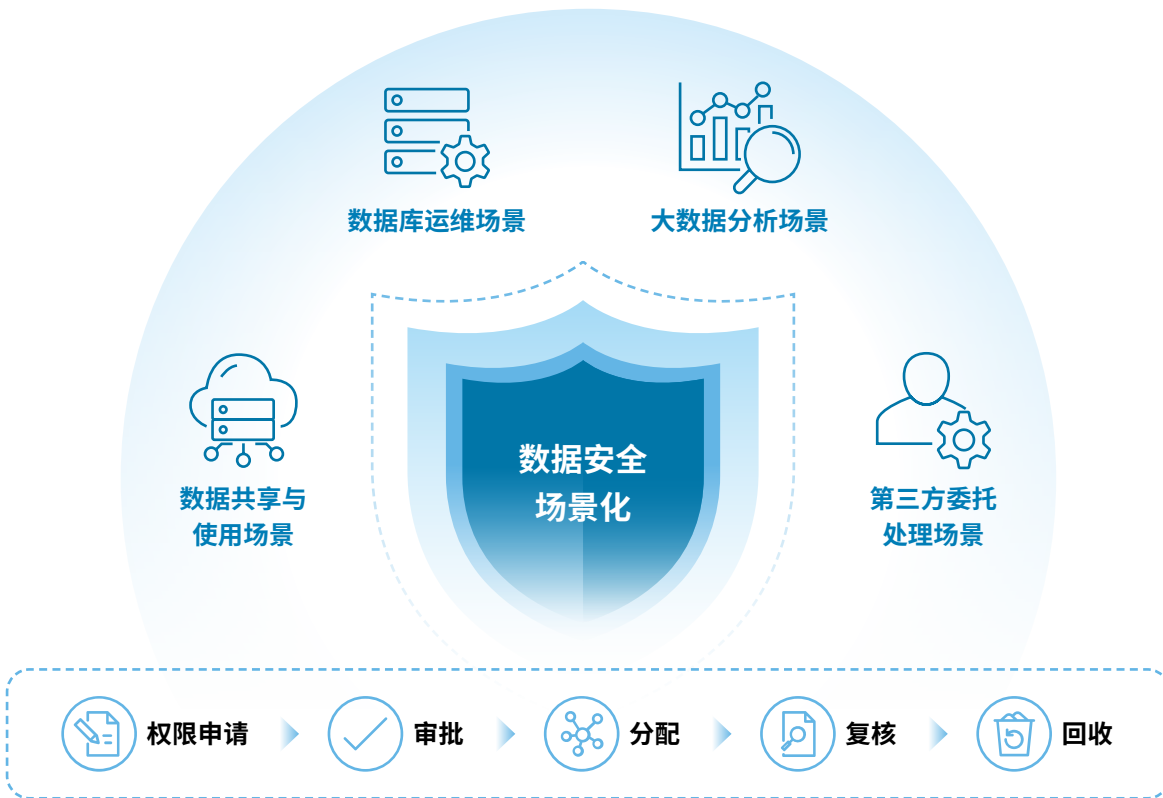 数据库运维场景
大数据分析场景
数据安全
场景化
数据共享与
使用场景
第三方委托
处理场景
权限申请
审批
分配
复核
回收